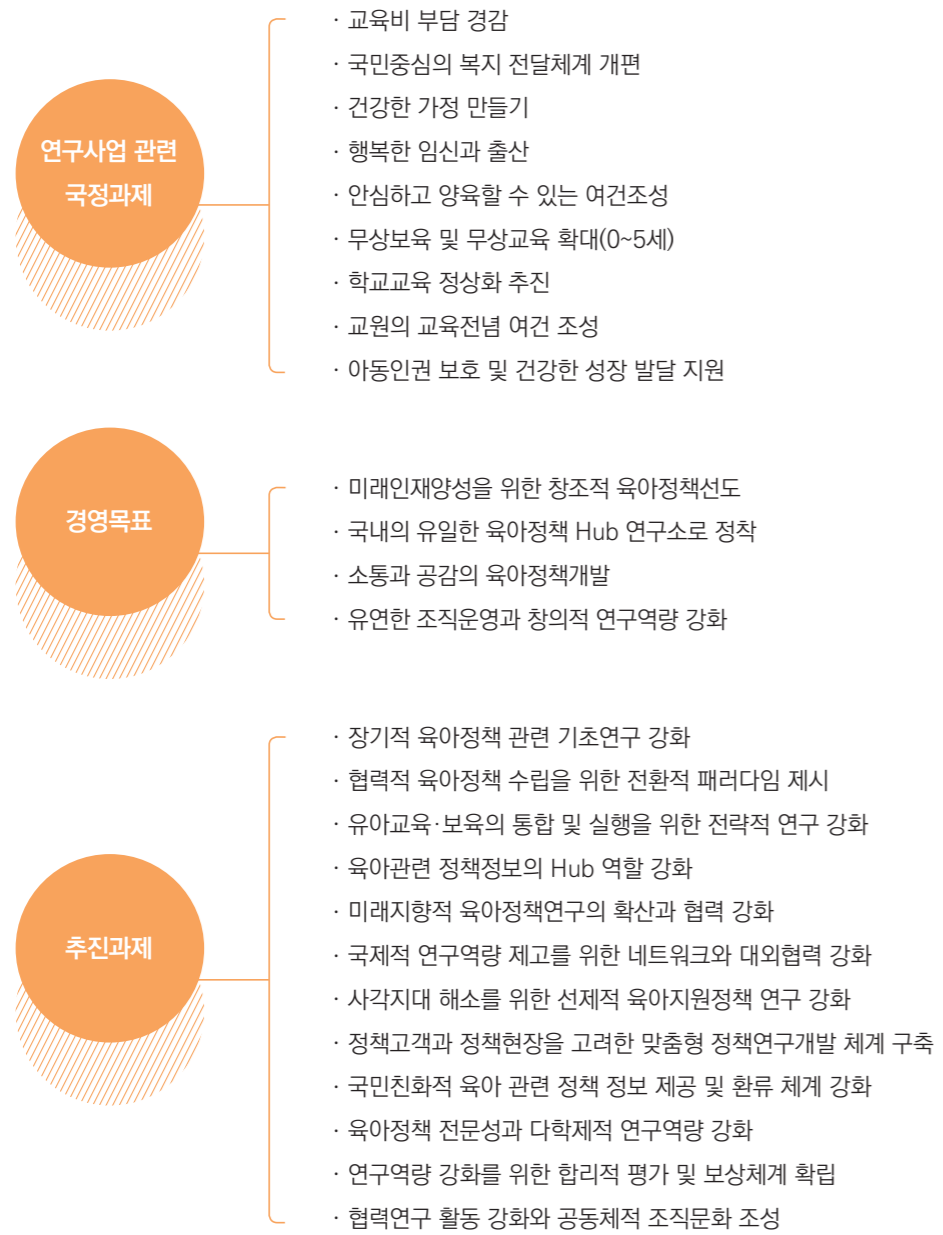 연구사업 관련
국정과제
· 교육비 부담 경감
· 국민중심의 복지 전달체계 개편
· 건강한 가정 만들기
· 행복한 임신과 출산
· 안심하고 양육할 수 있는 여건조성
· 무상보육 및 무상교육 확대(0~5세)
· 학교교육 정상화 추진
· 교원의 교육전념 여건 조성
· 아동인권 보호 및 건강한 성장 발달 지원
경영목표
· 미래인재양성을 위한 창조적 육아정책선도
· 국내의 유일한 육아정책 Hub 연구소로 정착
· 소통과 공감의 육아정책개발
· 유연한 조직운영과 창의적 연구역량 강화
추진과제
· 장기적 육아정책 관련 기초연구 강화
· 협력적 육아정책 수립을 위한 전환적 패러다임 제시
· 유아교육·보육의 통합 및 실행을 위한 전략적 연구 강화
· 육아관련 정책정보의 Hub 역할 강화
· 미래지향적 육아정책연구의 확산과 협력 강화
· 국제적 연구역량 제고를 위한 네트워크와 대외협력 강화
· 사각지대 해소를 위한 선제적 육아지원정책 연구 강화
· 정책고객과 정책현장을 고려한 맞춤형 정책연구개발 체계 구축
· 국민친화적 육아 관련 정책 정보 제공 및 환류 체계 강화
· 육아정책 전문성과 다학제적 연구역량 강화
· 연구역량 강화를 위한 합리적 평가 및 보상체계 확립
· 협력연구 활동 강화와 공동체적 조직문화 조성